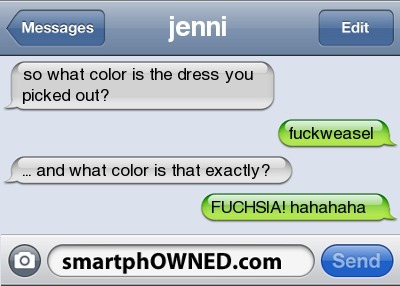 Messages
jenni
Edit
so what color is the dress you
picked out?
fuckweasel
... and what color is that exactly?
FUCHSIA! hahahaha
smartphOWNED.com
Send